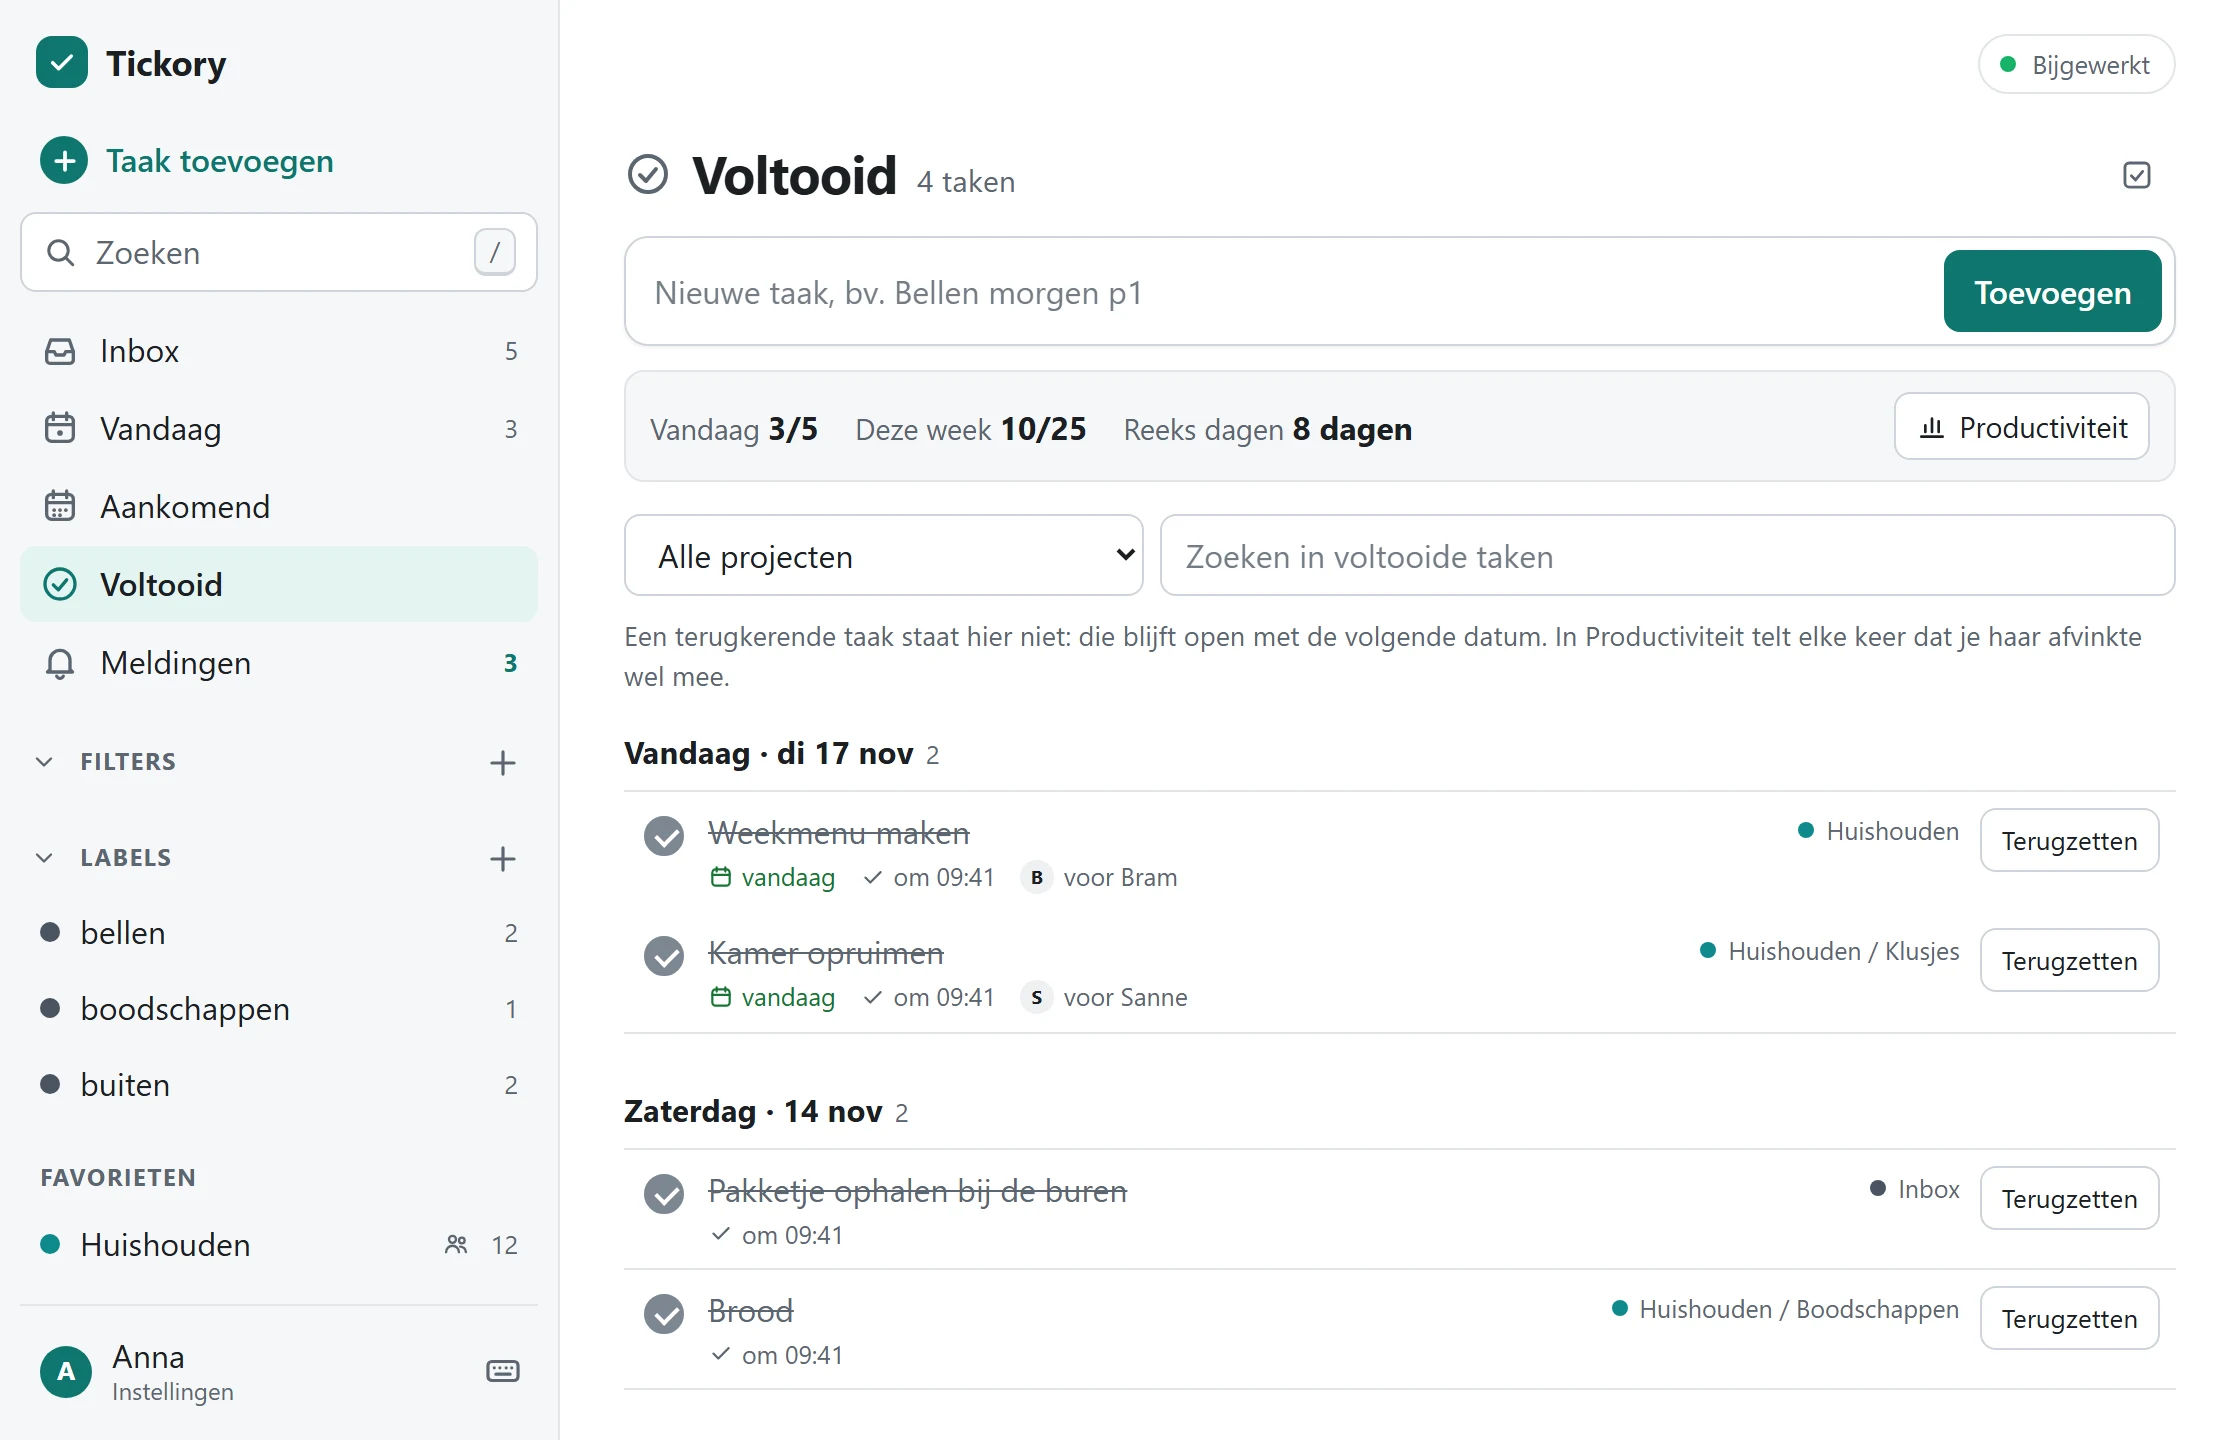 Tickory
Taak toevoegen
Zoeken /
Inbox 5
Vandaag 3
Aankomend
Voltooid
Meldingen 3
FILTERS
LABELS
bellen 2
boodschappen 1
buiten 2
FAVORIETEN
Huishouden 12
A Anna
Instellingen
Bijgewerkt
Voltooid 4 taken
Nieuwe taak, bv. Bellen morgen p1 Toevoegen
Vandaag 3/5 Deze week 10/25 Reeks dagen 8 dagen Productiviteit
Alle projecten Zoeken in voltooide taken
Een terugkerende taak staat hier niet: die blijft open met de volgende datum. In Productiviteit telt elke keer dat je haar afvinkte
wel mee.
Vandaag · di 17 nov 2
Weekmenu maken Huishouden Terugzetten
vandaag om 09:41 B voor Bram
Kamer opruimen Huishouden / Klusjes Terugzetten
vandaag om 09:41 S voor Sanne
Zaterdag · 14 nov 2
Pakketje ophalen bij de buren Inbox Terugzetten
om 09:41
Brood Huishouden / Boodschappen Terugzetten
om 09:41